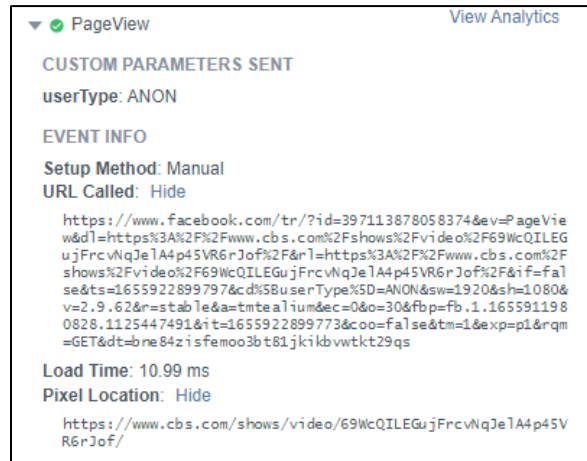 PageView
View Analytics
CUSTOM PARAMETERS SENT
userType: ANON
EVENT INFO
Setup Method: Manual
URL Called: Hide
https://www.facebook.com/tr/?id=397113878058374&ev=PageVie
w&dl=https%3A%2F%2Fwww.cbs.com%2Fshows%2Fvideo%2F69WcQILEG
ujFrcvNqJelA4p45VR6rJof%2F&rl=https%3A%2F%2Fwww.cbs.com%2F
shows%2Fvideo%2F69WcQILEGujFrcvNqJelA4p45VR6rJof%2F&if=fal
se&ts=1655922899797&cd%5BuserType%5D=ANON&sw=1920&sh=1080&
v=2.9.62&r=stable&a=tmtealium&ec=0&o=30&fbp=fb.1.165591198
0828.1125447491&it=1655922899773&coo=false&tm=1&exp=p1&rqm
=GET&dt=bne84zisfemoo3bt81jkikbvwtkt29qs
Load Time: 10.99 ms
Pixel Location: Hide
https://www.cbs.com/shows/video/69WcQILEGujFrcvNqJelA4p45V
R6rJof/